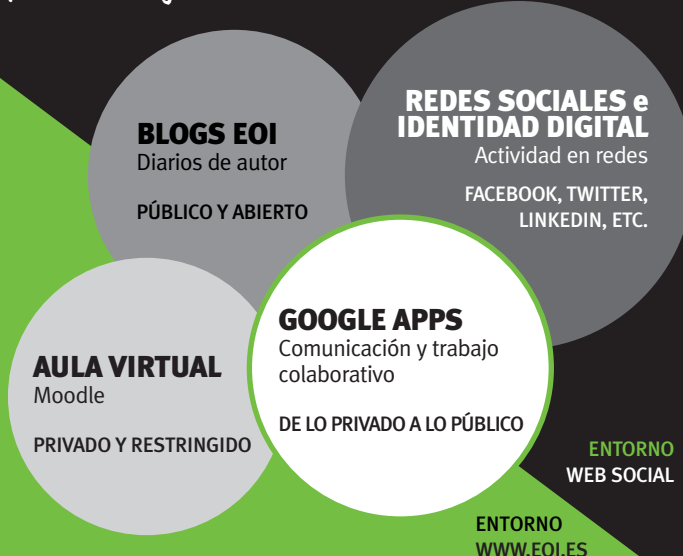 BLOGS EOI
Diarios de autor
PÚBLICO Y ABIERTO
REDES SOCIALES e
IDENTIDAD DIGITAL
Actividad en redes
FACEBOOK, TWITTER,
LINKEDIN, ETC.
AULA VIRTUAL
Moodle
PRIVADO Y RESTRINGIDO
GOOGLE APPS
Comunicación y trabajo
colaborativo
DE LO PRIVADO A LO PÚBLICO
ENTORNO
WEB SOCIAL
ENTORNO
WWW.EOI.ES